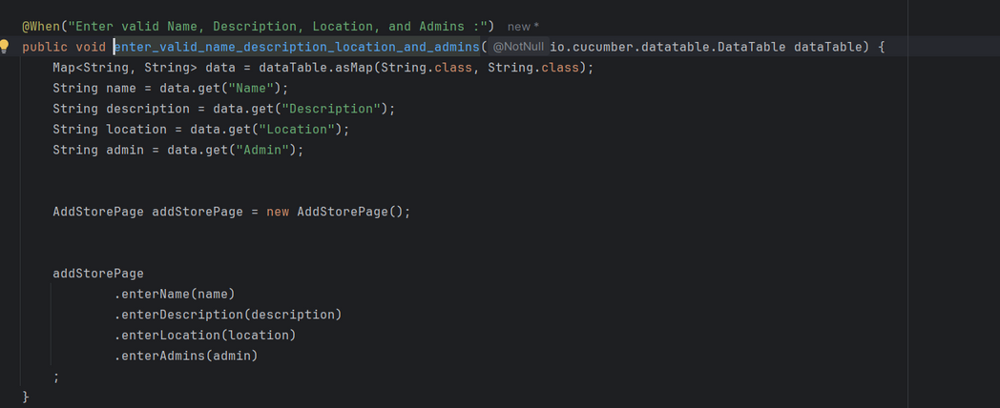 @When("Enter valid Name, Description, Location, and Admins :") new *
public void enter_valid_name_description_location_and_admins( @NotNull io.cucumber.datatable.DataTable dataTable) {
Map<String, String> data = dataTable.asMap(String.class, String.class);
String name = data.get("Name");
String description = data.get("Description");
String location = data.get("Location");
String admin = data.get("Admin");
AddStorePage addStorePage = new AddStorePage();
addStorePage
.enterName(name)
.enterDescription(description)
.enterLocation(location)
.enterAdmins(admin)
;
}